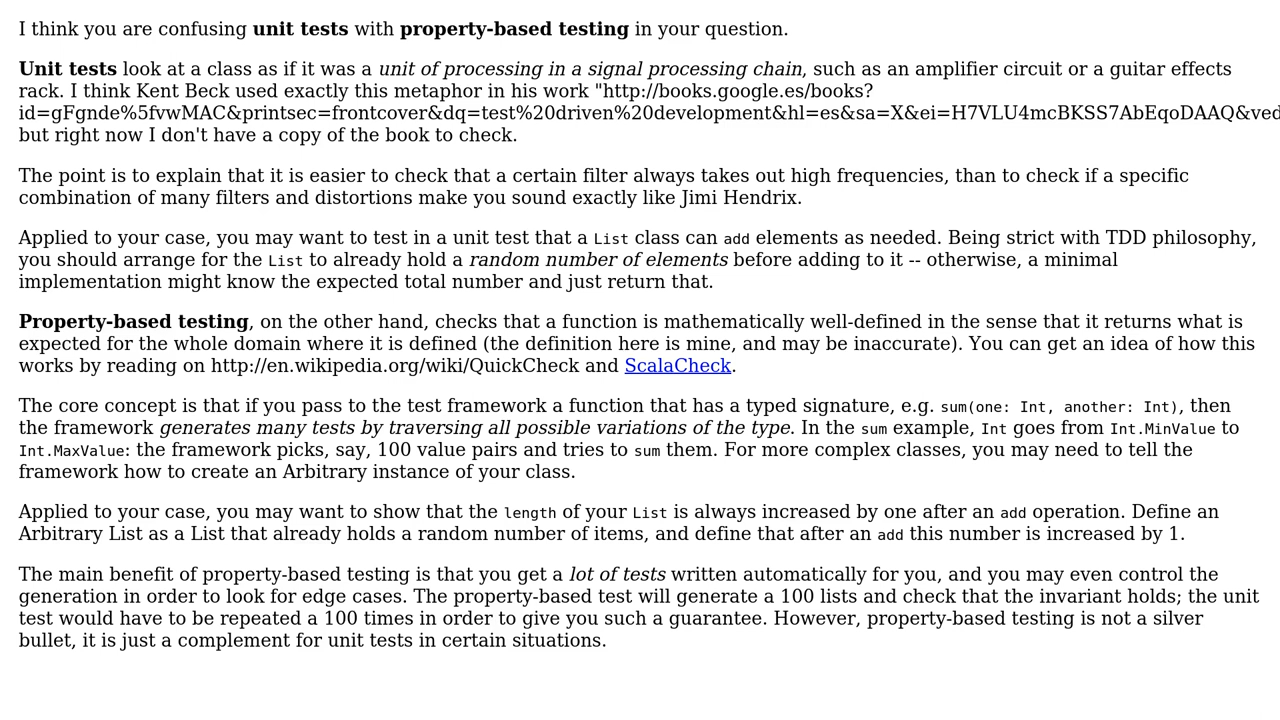 I think you are confusing unit tests with property-based testing in your question.
Unit tests look at a class as if it was a unit of processing in a signal processing chain, such as an amplifier circuit or a guitar effects
rack. I think Kent Beck used exactly this metaphor in his work "http://books.google.es/books?
id=gFgnde%5fvwMAC&printsec=frontcover&dq=test%20driven%20development&hl=es&sa=X&ei=H7VLU4mcBKSS7AbEqoDAAQ&ved
but right now I don't have a copy of the book to check.
The point is to explain that it is easier to check that a certain filter always takes out high frequencies, than to check if a specific
combination of many filters and distortions make you sound exactly like Jimi Hendrix.
Applied to your case, you may want to test in a unit test that a List class can add elements as needed. Being strict with TDD philosophy,
you should arrange for the List to already hold a random number of elements before adding to it -- otherwise, a minimal
implementation might know the expected total number and just return that.
Property-based testing, on the other hand, checks that a function is mathematically well-defined in the sense that it returns what is
expected for the whole domain where it is defined (the definition here is mine, and may be inaccurate). You can get an idea of how this
works by reading on http://en.wikipedia.org/wiki/QuickCheck and ScalaCheck.
The core concept is that if you pass to the test framework a function that has a typed signature, e.g. sum(one: Int, another: Int), then
the framework generates many tests by traversing all possible variations of the type. In the sum example, Int goes from Int.MinValue to
Int.MaxValue: the framework picks, say, 100 value pairs and tries to sum them. For more complex classes, you may need to tell the
framework how to create an Arbitrary instance of your class.
Applied to your case, you may want to show that the length of your List is always increased by one after an add operation. Define an
Arbitrary List as a List that already holds a random number of items, and define that after an add this number is increased by 1.
The main benefit of property-based testing is that you get a lot of tests written automatically for you, and you may even control the
generation in order to look for edge cases. The property-based test will generate a 100 lists and check that the invariant holds; the unit
test would have to be repeated a 100 times in order to give you such a guarantee. However, property-based testing is not a silver
bullet, it is just a complement for unit tests in certain situations.